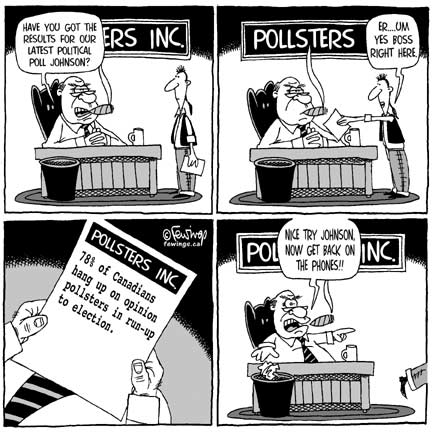 HAVE YOU GOT THE
RESULTS FOR OUR
LATEST POLITICAL
POLL JOHNSON?
ERS INC.
POLLSTERS
ER....UM
YES BOSS
RIGHT HERE.
©Fewings
fewings.ca
POLLSTERS INC.
78% of Canadians
hang up on opinion
pollsters in run-up
to election.
NICE TRY JOHNSON,
NOW GET BACK ON
THE PHONES!!
POL INC.